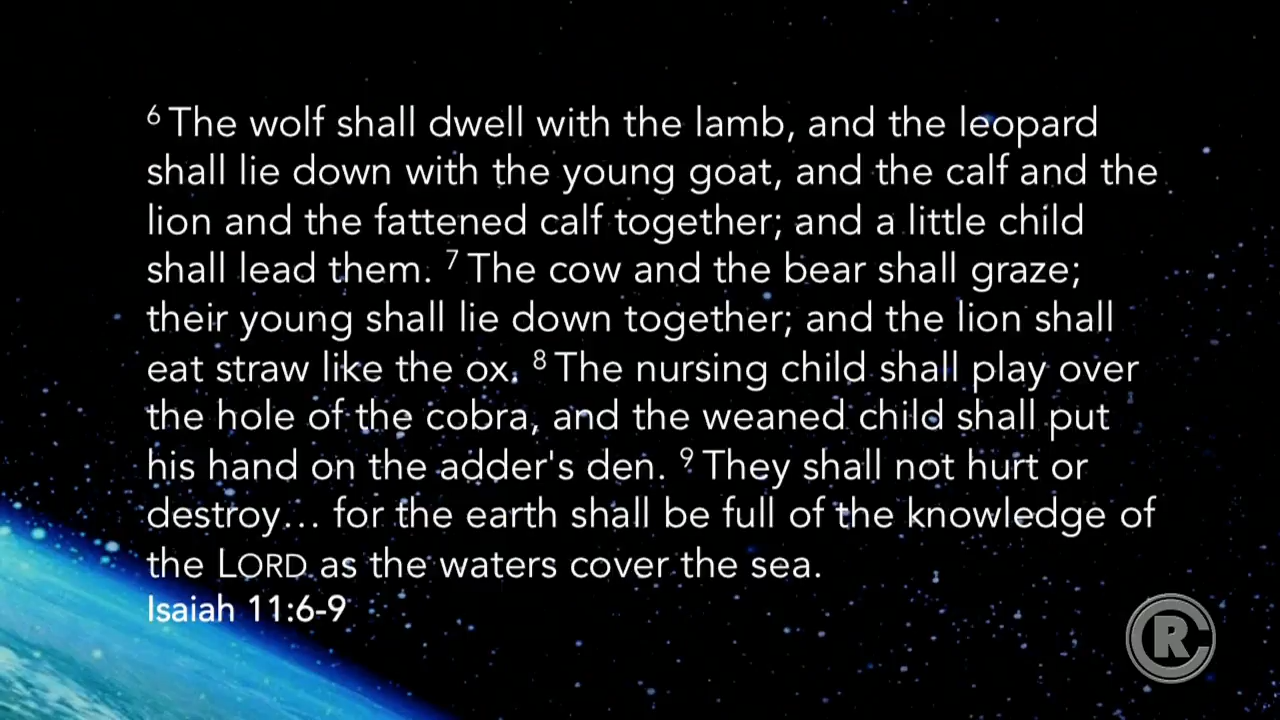 6 The wolf shall dwell with the lamb, and the leopard
shall lie down with the young goat, and the calf and the
lion and the fattened calf together; and a little child
shall lead them. 7 The cow and the bear shall graze;
their young shall lie down together; and the lion shall
eat straw like the ox. 8 The nursing child shall play over
the hole of the cobra, and the weaned child shall put
his hand on the adder's den. 9 They shall not hurt or
destroy... for the earth shall be full of the knowledge of
the LORD as the waters cover the sea.
Isaiah 11:6-9
CR